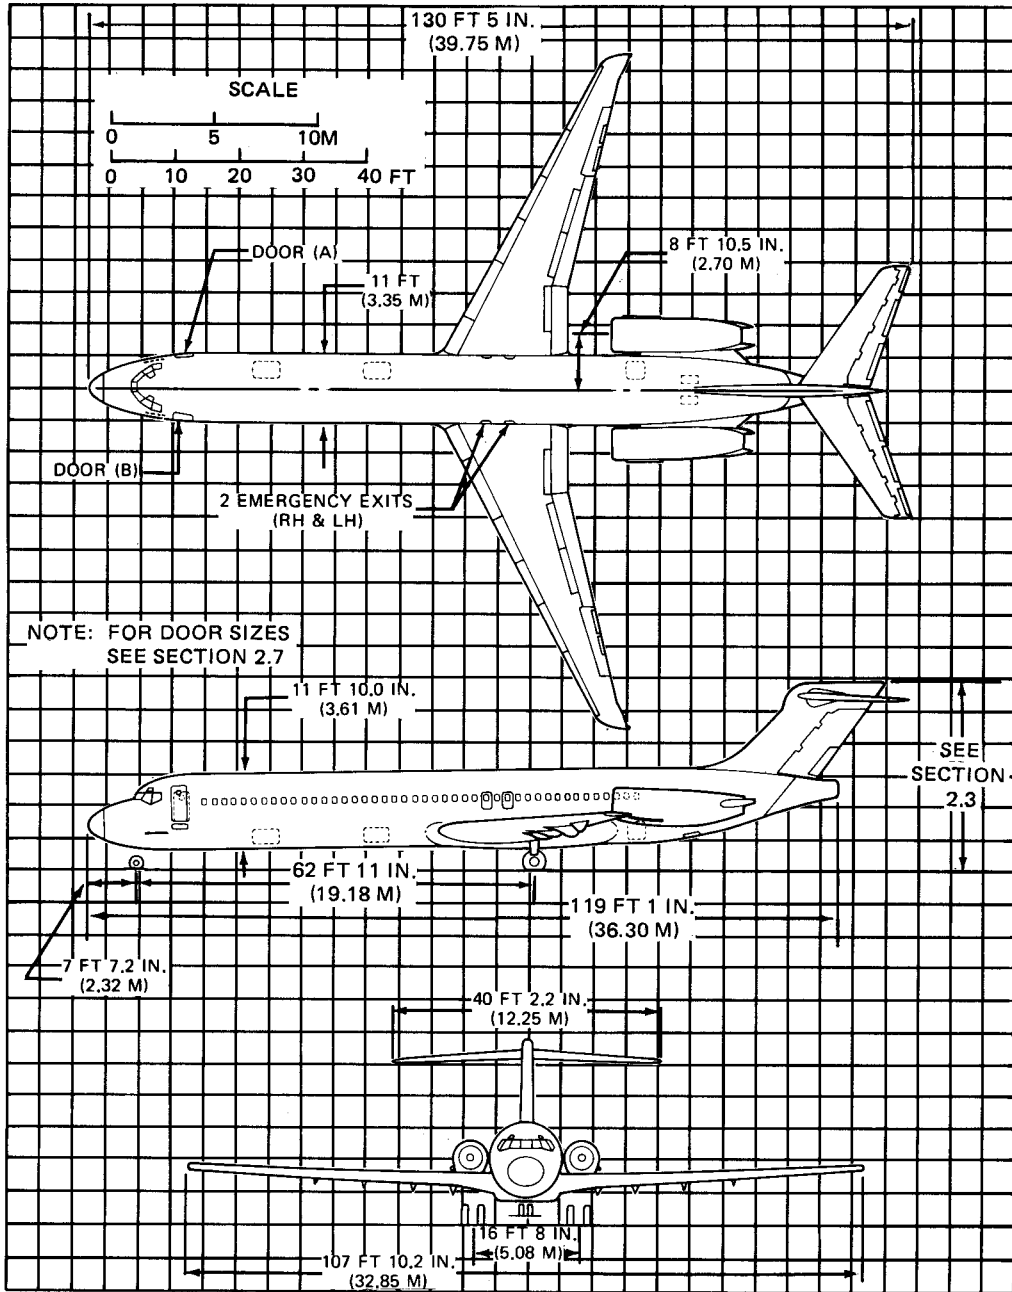 130 FT 5 IN.
(39.75 M)
SCALE
0 5 10M
0 10 20 30 40 FT
DOOR (A)
8 FT 10.5 IN.
(2.70 M)
11 FT
(3.35 M)
DOOR (B)
2 EMERGENCY EXITS
(RH & LH)
NOTE: FOR DOOR SIZES
SEE SECTION 2.7
11 FT 10.0 IN.
(3.61 M)
SEE
SECTION
2.3
62 FT 11 IN.
(19.18 M)
119 FT 1 IN.
(36.30 M)
7 FT 7.2 IN.
(2.32 M)
40 FT 2.2 IN.
(12.25 M)
16 FT 8 IN.
(5.08 M)
107 FT 10.2 IN.
(32.85 M)